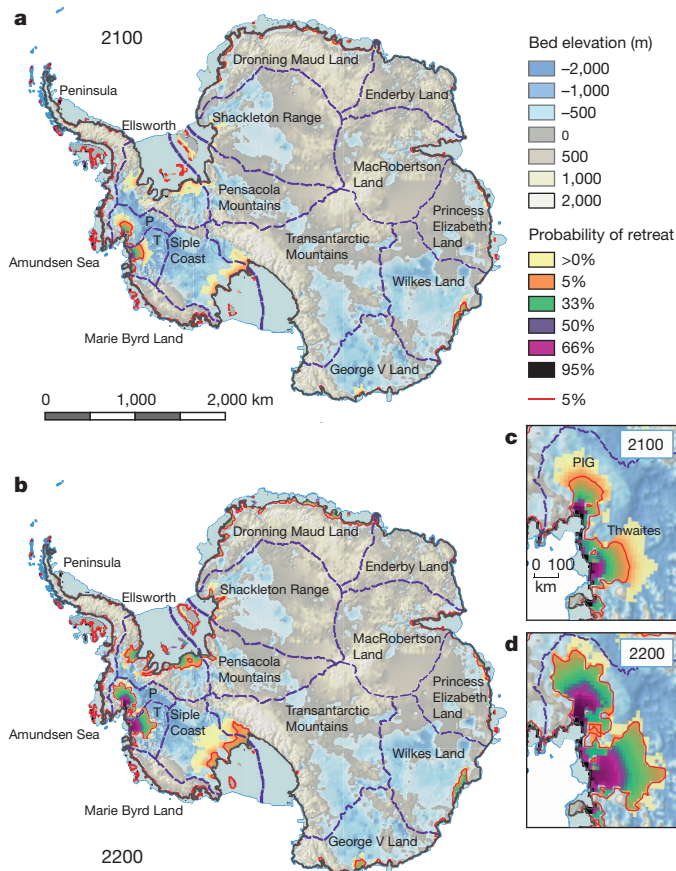 a
2100
Peninsula
Ellsworth
Dronning Maud Land
Enderby Land
Shackleton Range
MacRobertson
Land
Pensacola
Mountains
P
T
Siple
Coast
Transantarctic
Mountains
Princess
Elizabeth
Land
Amundsen Sea
Wilkes Land
Marie Byrd Land
George V Land
0 1,000 2,000 km
Bed elevation (m)
–2,000
–1,000
–500
0
500
1,000
2,000
Probability of retreat
>0%
5%
33%
50%
66%
95%
5%
b
Peninsula
Ellsworth
Dronning Maud Land
Enderby Land
Shackleton Range
MacRobertson
Land
Pensacola
Mountains
P
T
Siple
Coast
Transantarctic
Mountains
Princess
Elizabeth
Land
Amundsen Sea
Wilkes Land
Marie Byrd Land
George V Land
2200
c
2100
PIG
Thwaites
0 100
km
d
2200